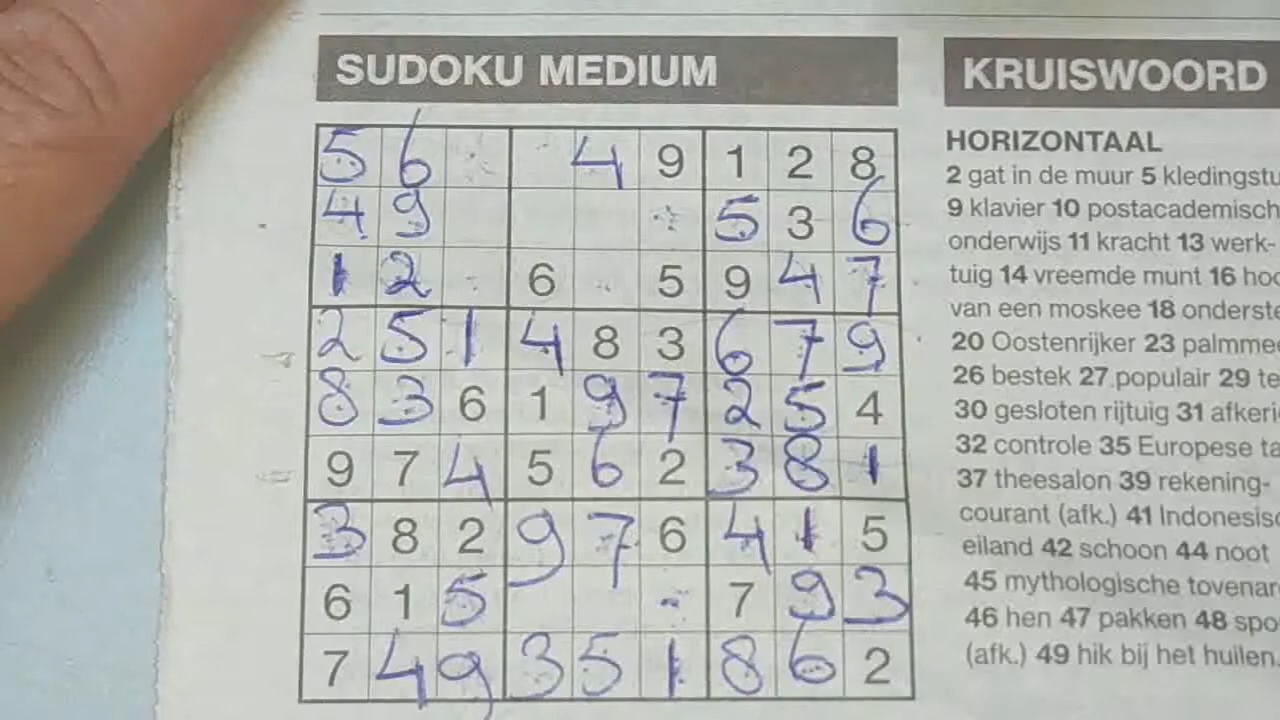 SUDOKU MEDIUM
5 6 4 9 1 2 8
4 9 5 3 6
1 2 6 5 9 4 7
2 5 1 4 8 3 6 7 9
8 3 6 1 9 7 2 5 4
9 7 4 5 6 2 3 8 1
3 8 2 9 7 6 4 1 5
6 1 5 7 9 3
7 4 9 3 5 1 8 6 2
KRUISWOORD
HORIZONTAAL
2 gat in de muur 5 kledingstu
9 klavier 10 postacademisch
onderwijs 11 kracht 13 werk-
tuig 14 vreemde munt 16 hoo
van een moskee 18 onderste
20 Oostenrijker 23 palmmee
26 bestek 27 populair 29 te
30 gesloten rijtuig 31 afkeri
32 controle 35 Europese ta
37 theesalon 39 rekening-
courant (afk.) 41 Indonesisc
eiland 42 schoon 44 noot
45 mythologische tovenar
46 hen 47 pakken 48 spo
(afk.) 49 hik bij het huilen.